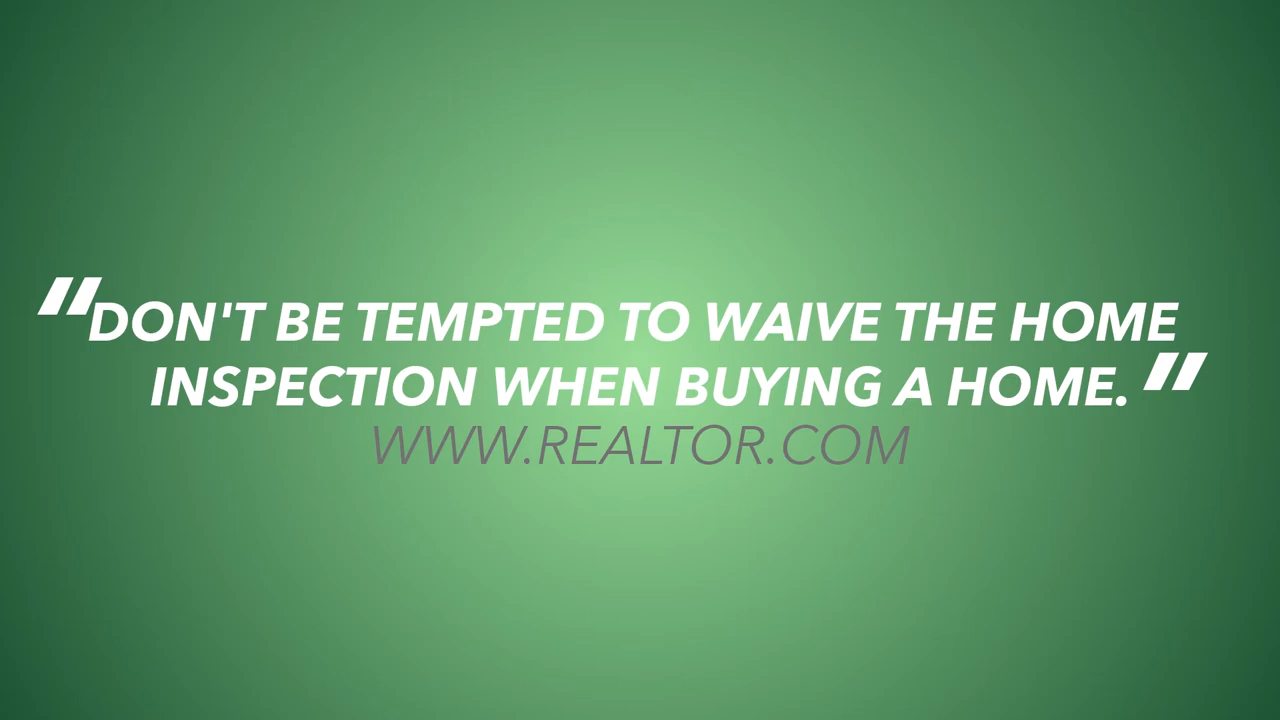 "DON'T BE TEMPTED TO WAIVE THE HOME
INSPECTION WHEN BUYING A HOME."
WWW.REALTOR.COM